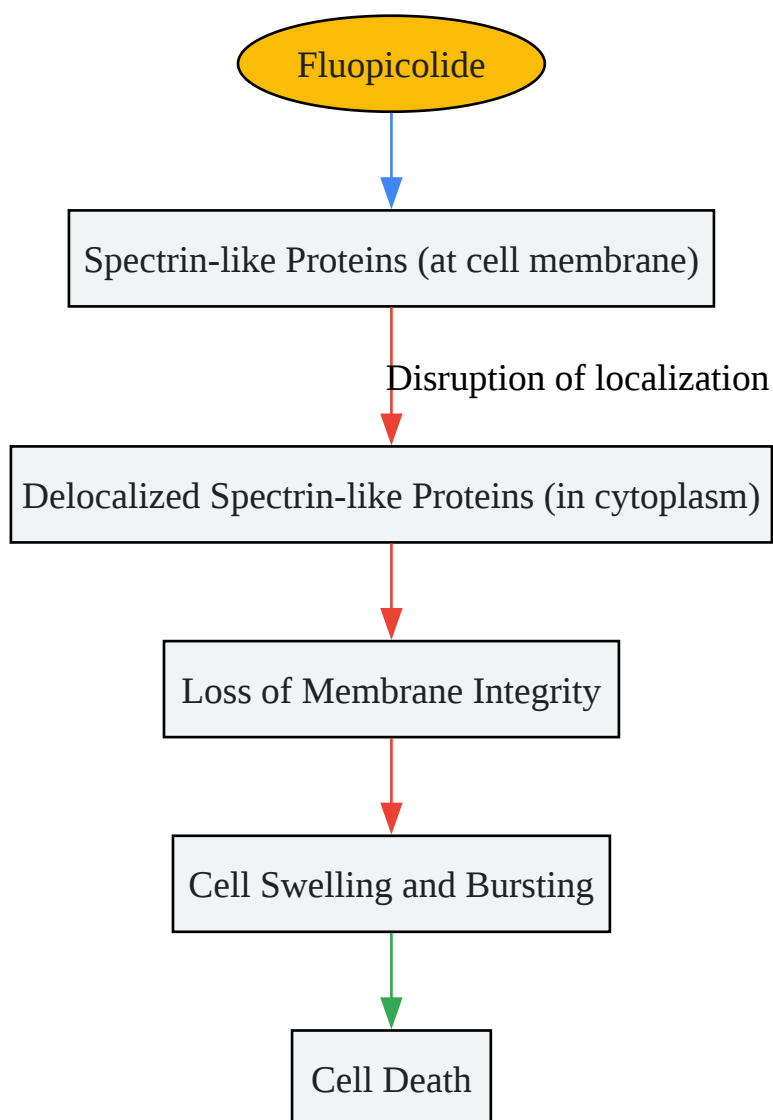 Fluopicolide
Spectrin-like Proteins (at cell membrane)
Disruption of localization
Delocalized Spectrin-like Proteins (in cytoplasm)
Loss of Membrane Integrity
Cell Swelling and Bursting
Cell Death